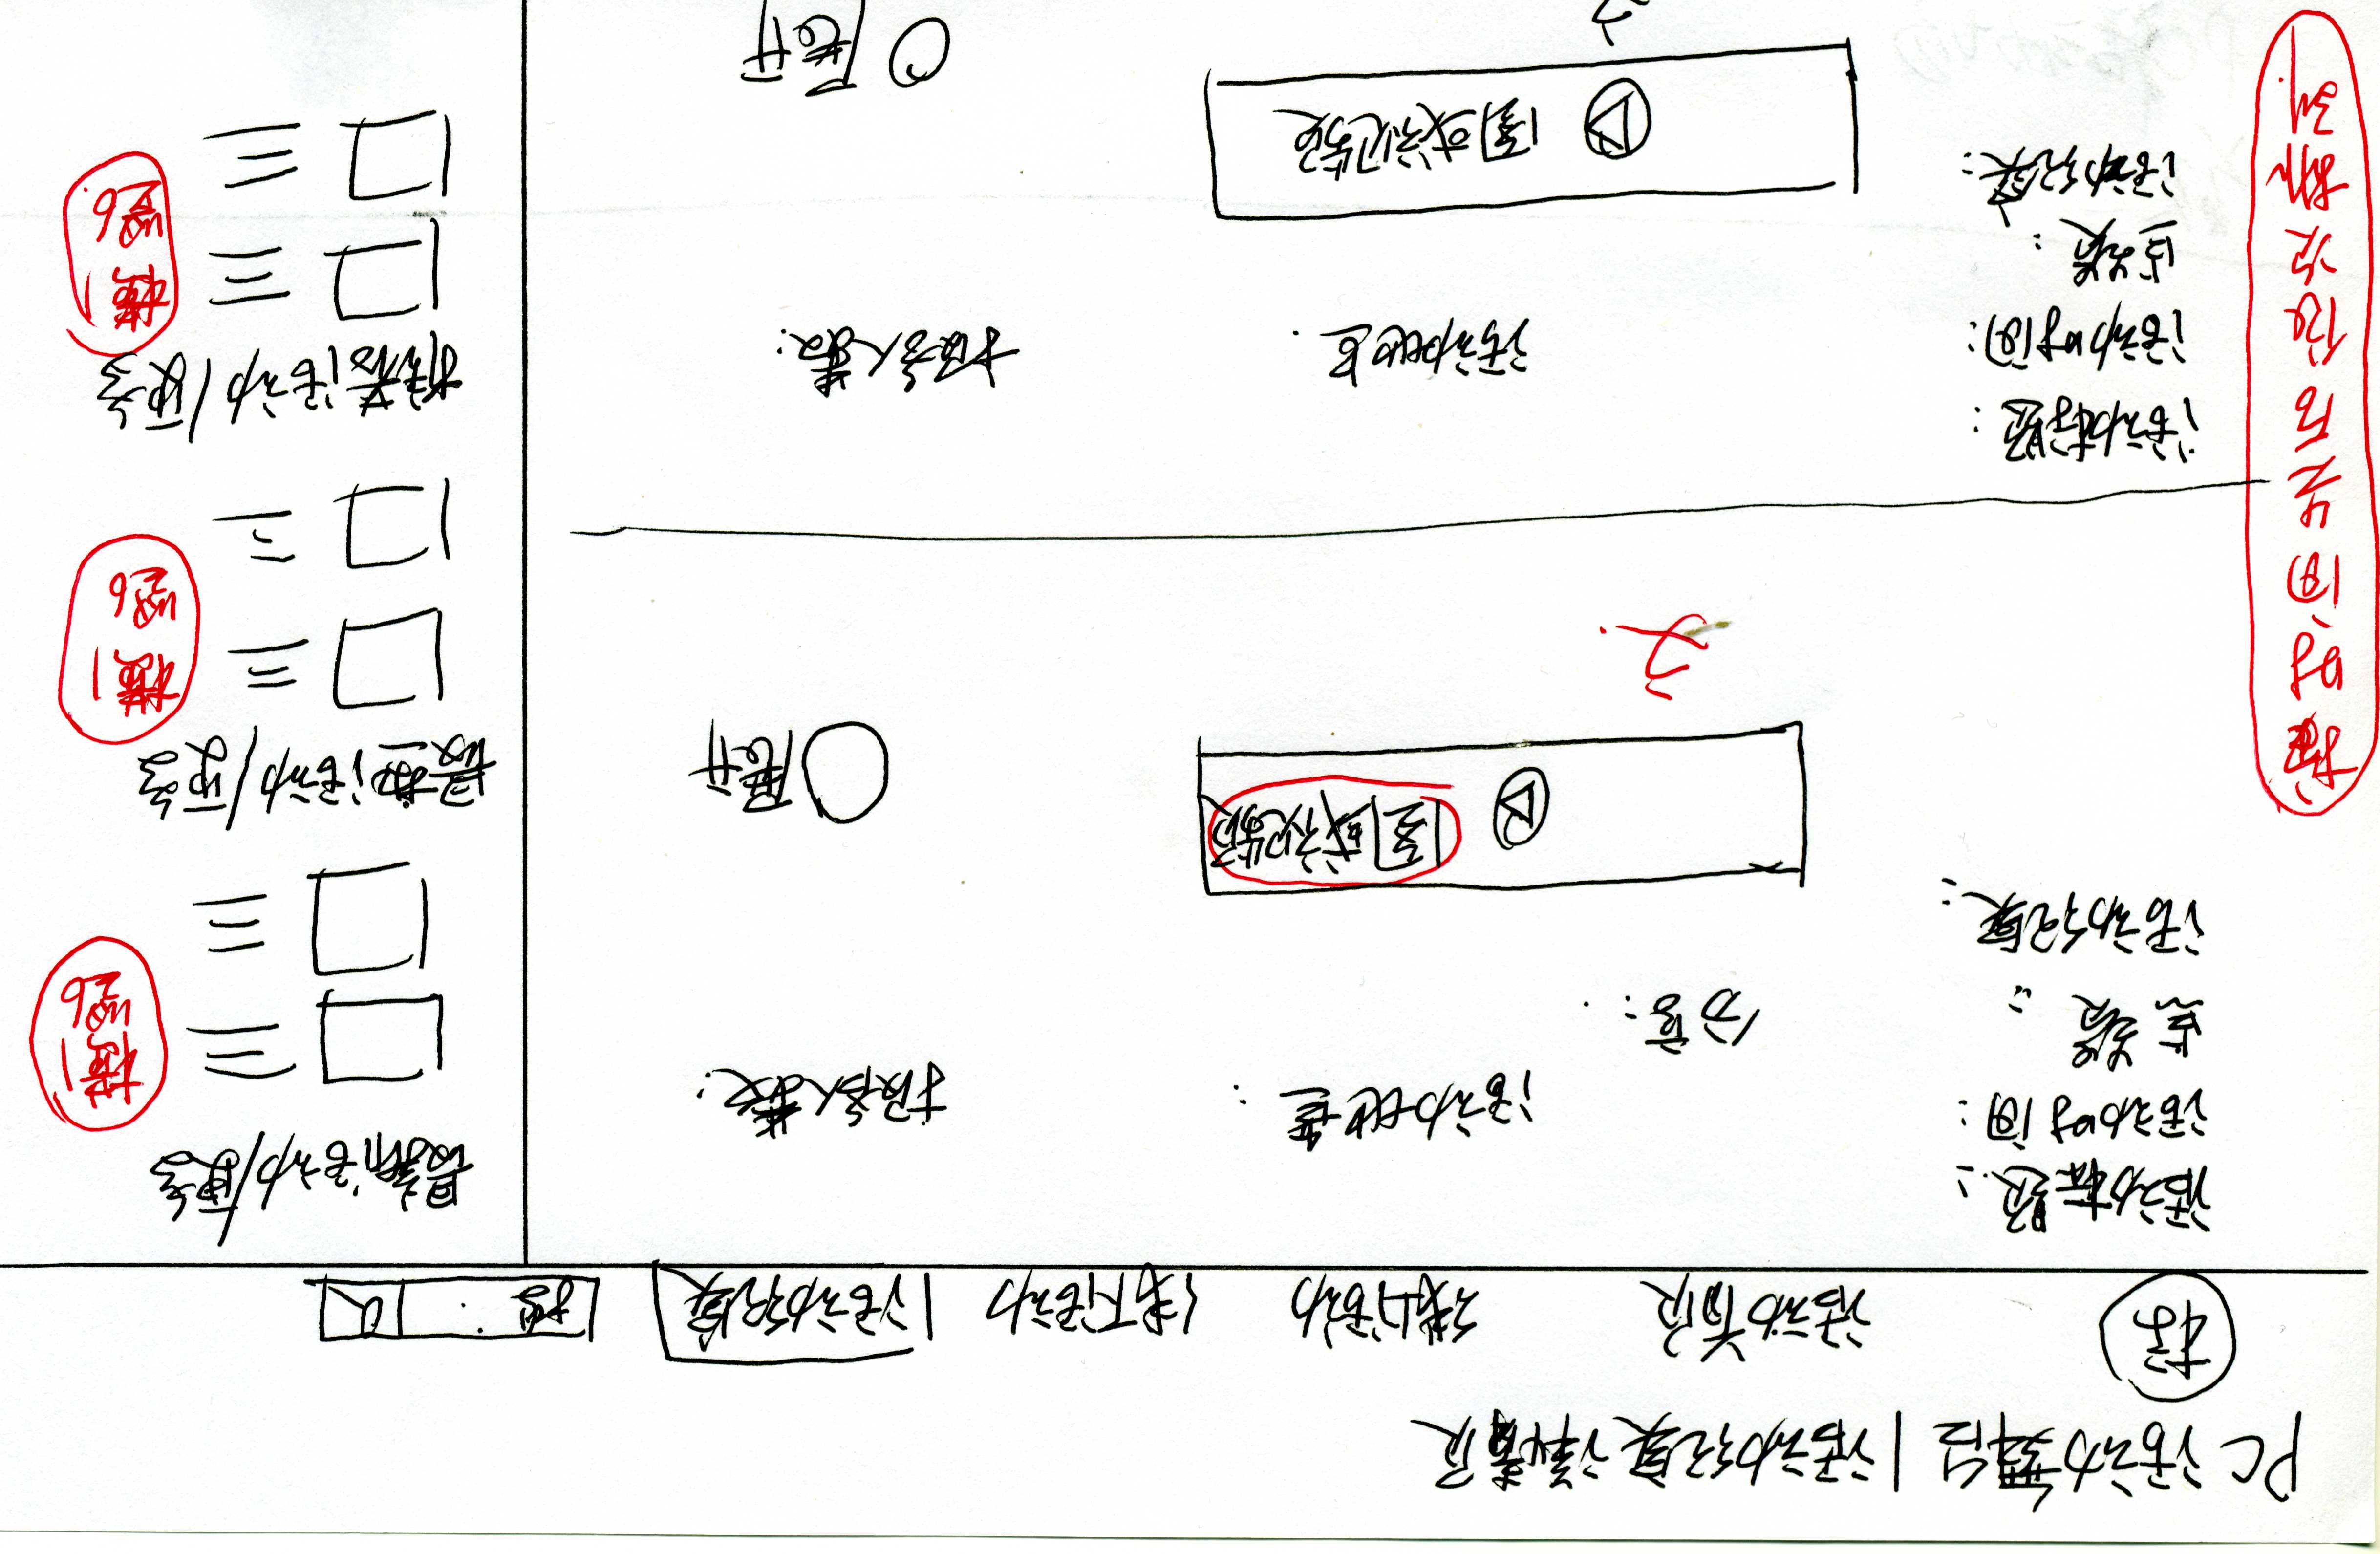 PC 活动舞台 | 活动纪实详情页
标 活动首页 线上活动 线下活动 活动纪实 搜:
活动标题:
活动时间: 活动地点: 报名人数:
点赞: 分享:
活动纪实:
图或视频
展开
文.
活动标题:
活动时间: 活动地点. 报名人数:
点赞:
活动纪实:
图或视频
展开
文
按时间先后依次排列.
最新活动/更多
横1
竖6
最热活动/更多
横1
竖6
推荐活动/更多
横1
竖6.